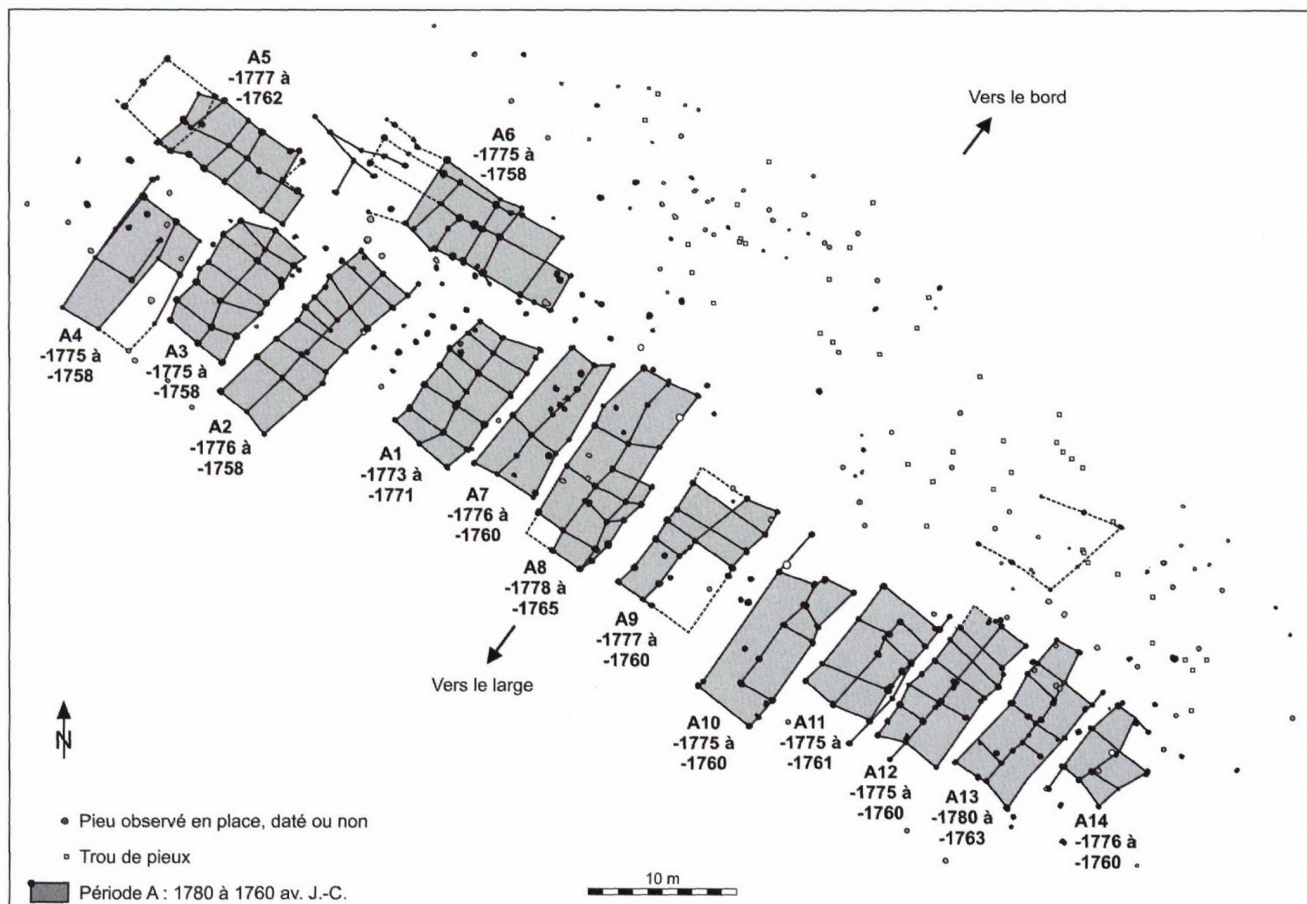 A5
-1777 à
-1762
Vers le bord
A6
-1775 à
-1758
A4
-1775 à
-1758
A3
-1775 à
-1758
A2
-1776 à
-1758
A1
-1773 à
-1771
A7
-1776 à
-1760
A8
-1778 à
-1765
A9
-1777 à
-1760
Vers le large
A10
-1775 à
-1760
A11
-1775 à
-1761
A12
-1775 à
-1760
A13
-1780 à
-1763
A14
-1776 à
-1760
N
Pieu observé en place, daté ou non
Trou de pieux
Période A : 1780 à 1760 av. J.-C.
10 m